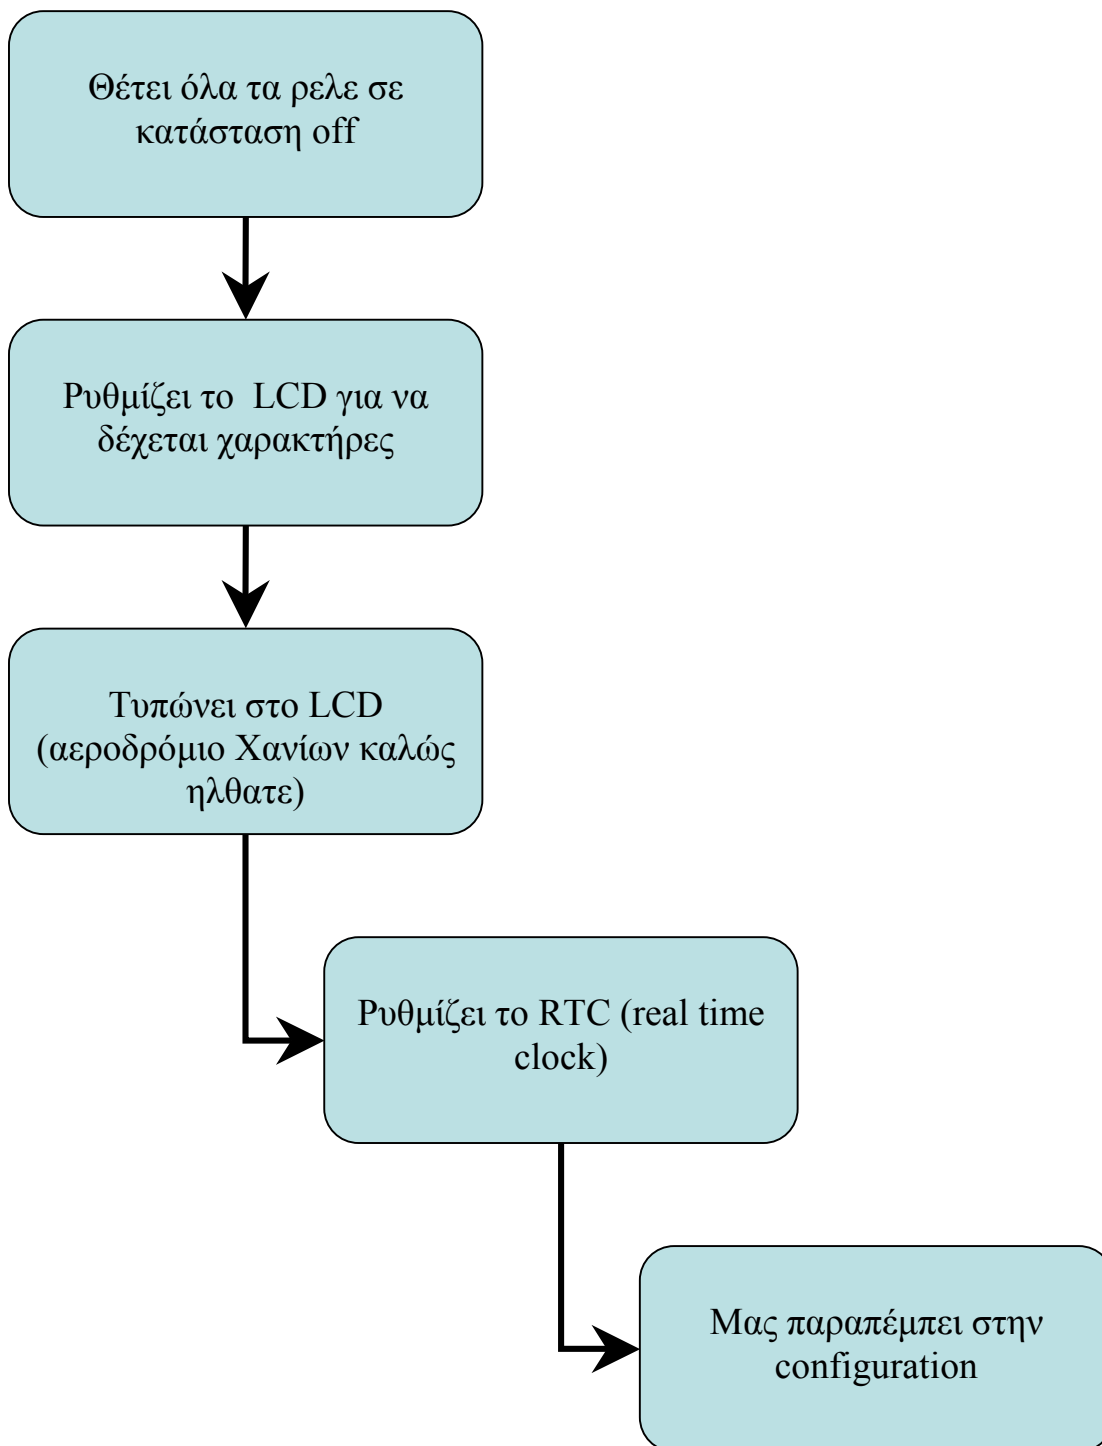 Θέτει όλα τα ρελε σε
κατάσταση off
Ρυθμίζει το  LCD για να
δέχεται χαρακτήρες
Τυπώνει στο LCD
(αεροδρόμιο Χανίων καλώς
ηλθατε)
Ρυθμίζει το RTC (real time
clock)
Μας παραπέμπει στην
configuration